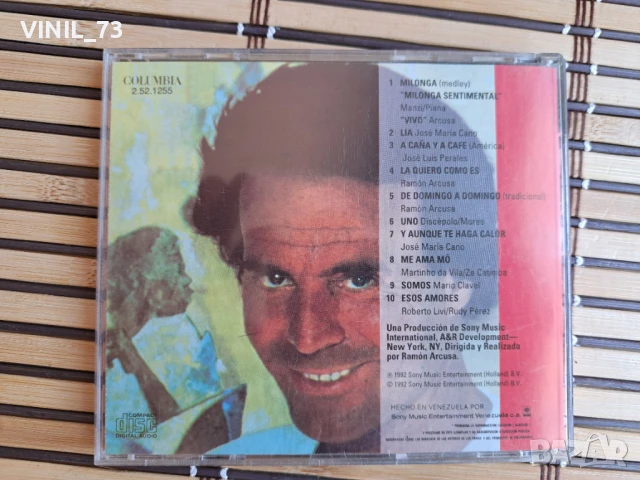 VINIL_73
COLUMBIA
2.52.1255
1 MILONGA (medley)
"MILONGA SENTIMENTAL"
Manzi/Piana
"VIVO" Arcusa
2 LIA José María Cano
3 A CAÑA Y A CAFE (América)
José Luis Perales
4 LA QUIERO COMO ES
Ramón Arcusa
5 DE DOMINGO A DOMINGO (tradicional)
Ramón Arcusa
6 UNO Discépolo/Mores
7 Y AUNQUE TE HAGA CALOR
José María Cano
8 ME AMA MÔ
Martinho da Vila/Ze Catimba
9 SOMOS Mario Clavel
10 ESOS AMORES
Roberto Livi/Rudy Pérez
Una Producción de Sony Music
International, A&R Development—
New York, NY, Dirigida y Realizada
por Ramón Arcusa.
℗ 1992 Sony Music Entertainment (Holland) B.V.
© 1992 Sony Music Entertainment (Holland) B.V.
HECHO EN VENEZUELA POR
Sony Music Entertainment Venezuela c.a.
COMPACT
disc
DIGITAL AUDIO
BAZAR